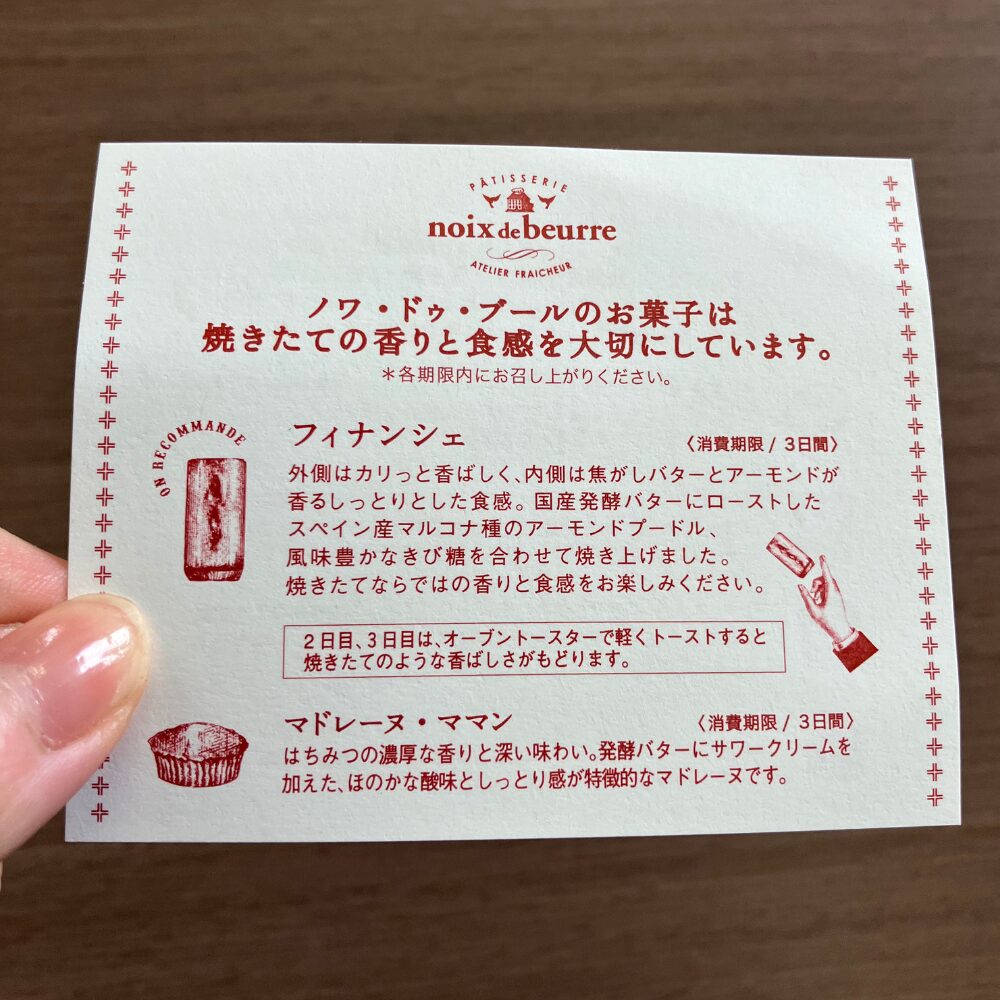 PÂTISSERIE
noix de beurre
ATELIER FRAICHEUR
ノワ・ドゥ・ブールのお菓子は
焼きたての香りと食感を大切にしています。
＊各期限内にお召し上がりください。
ON RECOMMANDE
フィナンシェ 〈消費期限 / 3日間〉
外側はカリっと香ばしく、内側は焦がしバターとアーモンドが
香るしっとりとした食感。国産発酵バターにローストした
スペイン産マルコナ種のアーモンドプードル、
風味豊かなきび糖を合わせて焼き上げました。
焼きたてならではの香りと食感をお楽しみください。
2日目、3日目は、オーブントースターで軽くトーストすると
焼きたてのような香ばしさがもどります。
マドレーヌ・ママン 〈消費期限 / 3日間〉
はちみつの濃厚な香りと深い味わい。発酵バターにサワークリームを
加えた、ほのかな酸味としっとり感が特徴的なマドレーヌです。